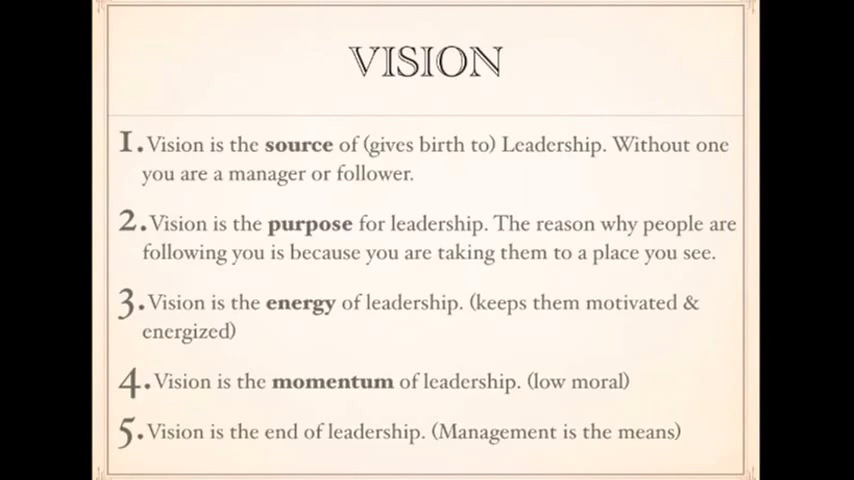 VISION
1. Vision is the source of (gives birth to) Leadership. Without one
you are a manager or follower.
2. Vision is the purpose for leadership. The reason why people are
following you is because you are taking them to a place you see.
3. Vision is the energy of leadership. (keeps them motivated &
energized)
4. Vision is the momentum of leadership. (low moral)
5. Vision is the end of leadership. (Management is the means)